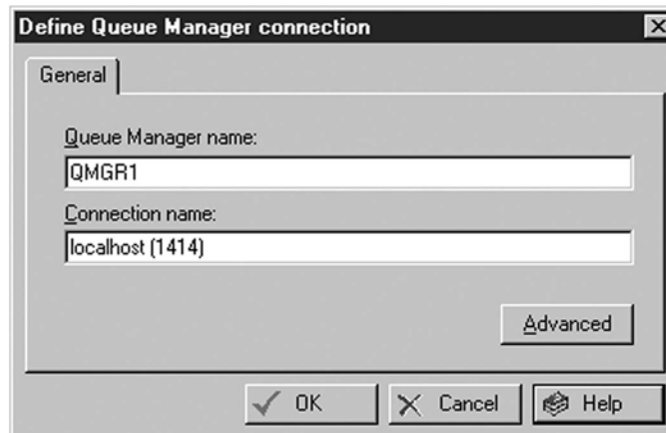 Define Queue Manager connection
General
Queue Manager name:
QMGR1
Connection name:
localhost (1414)
Advanced
OK Cancel Help